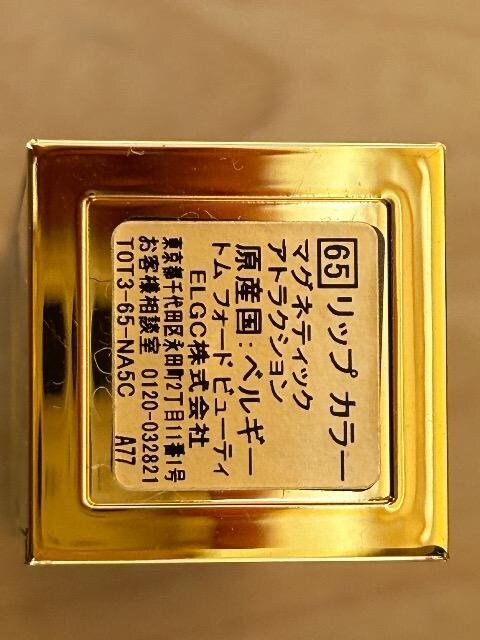 65 リップ カラー
マグネティック
アトラクション
原産国:ベルギー
トム フォード ビューティ
ELGC株式会社
東京都千代田区永田町2丁目11番1号
お客様相談室 0120-032821
T0T3-65-NA5C A77